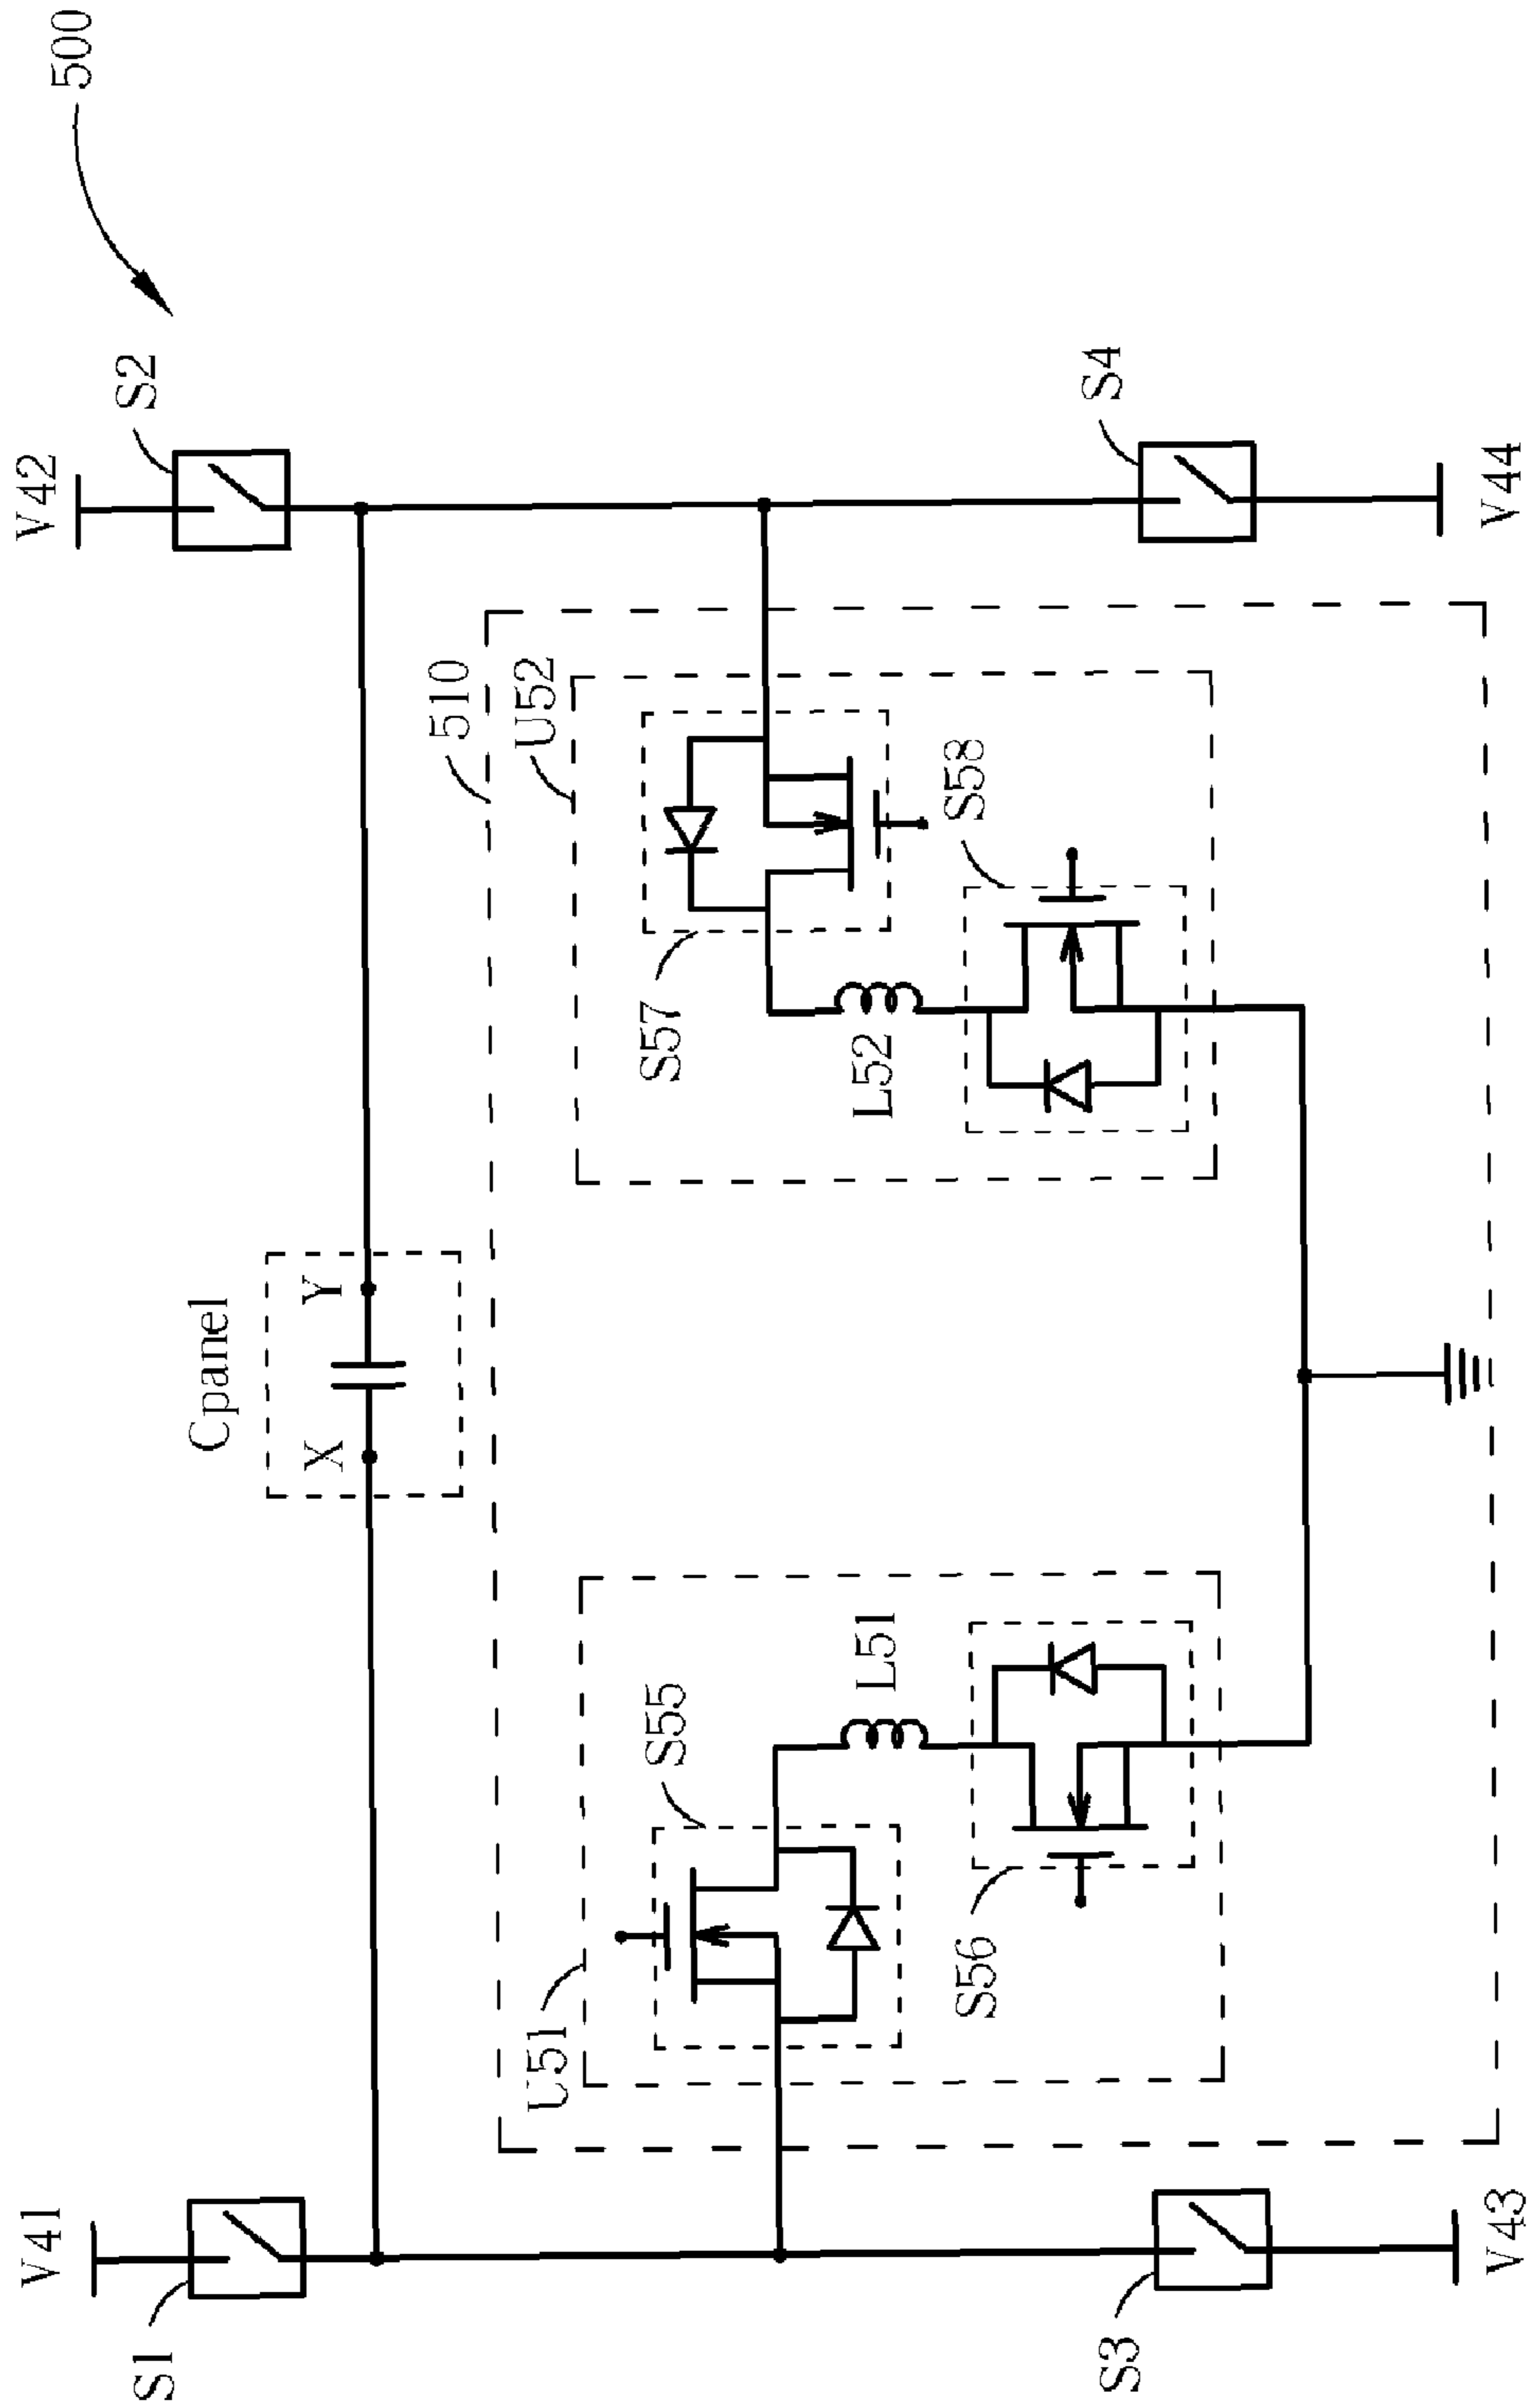 500
V41
V42
S1
S2
Cpanel
X
Y
510
U51
U52
S55
S57
L51
L52
S56
S58
S3
S4
V43
V44